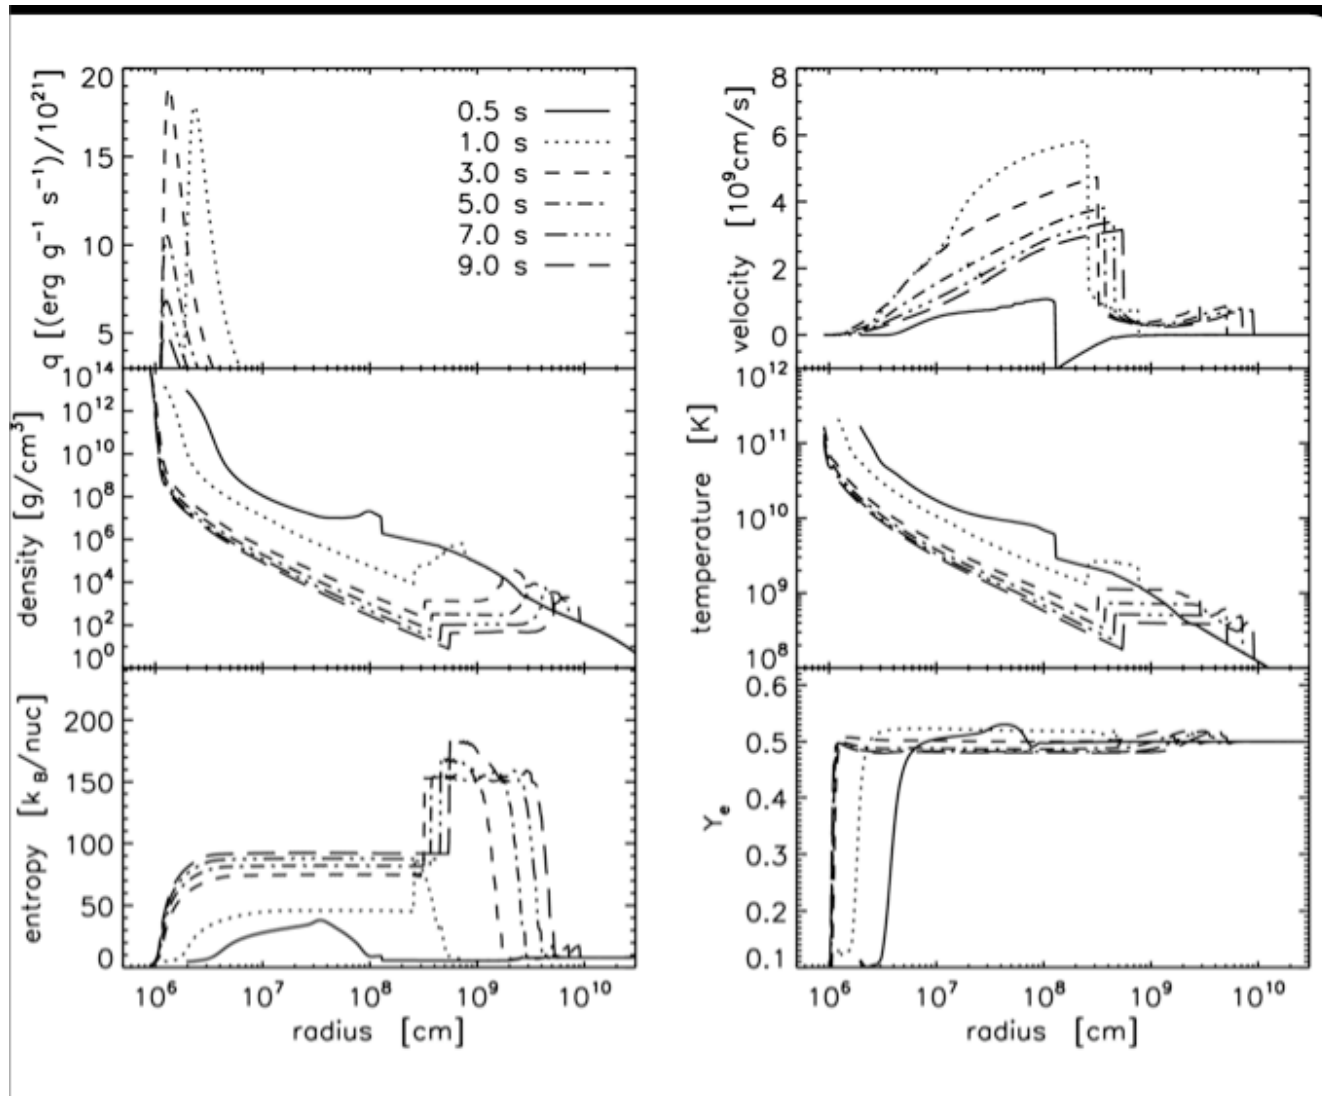 q [(erg g⁻¹ s⁻¹)/10²¹]
20
15
10
5
0.5 s
1.0 s
3.0 s
5.0 s
7.0 s
9.0 s
velocity [10⁹cm/s]
8
6
4
2
0
density [g/cm³]
10¹⁴
10¹²
10¹⁰
10⁸
10⁶
10⁴
10²
10⁰
temperature [K]
10¹²
10¹¹
10¹⁰
10⁹
10⁸
entropy [k_B/nuc]
200
150
100
50
0
10⁶ 10⁷ 10⁸ 10⁹ 10¹⁰
radius [cm]
Y_e
0.6
0.5
0.4
0.3
0.2
0.1
10⁶ 10⁷ 10⁸ 10⁹ 10¹⁰
radius [cm]